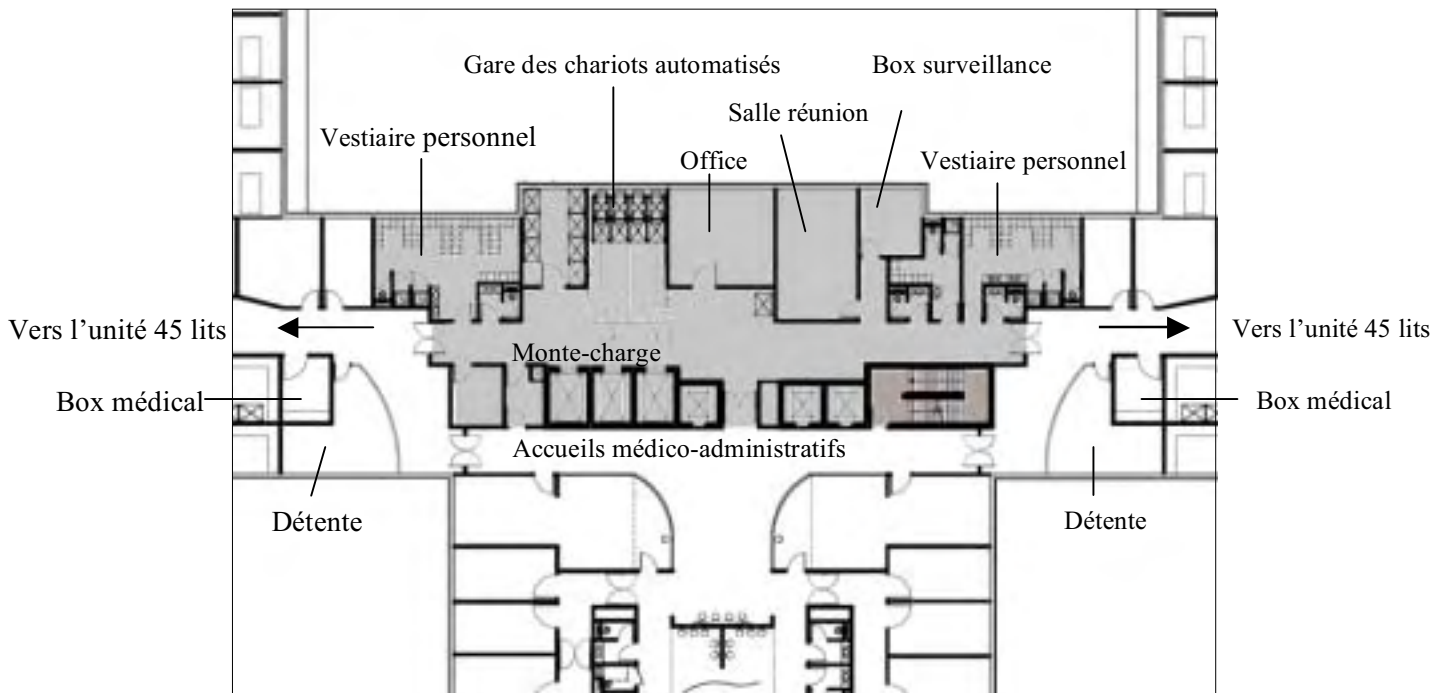 Gare des chariots automatisés
Box surveillance
Salle réunion
Vestiaire personnel
Office
Vestiaire personnel
Vers l’unité 45 lits
Vers l’unité 45 lits
Monte-charge
Box médical
Box médical
Accueils médico-administratifs
Détente
Détente